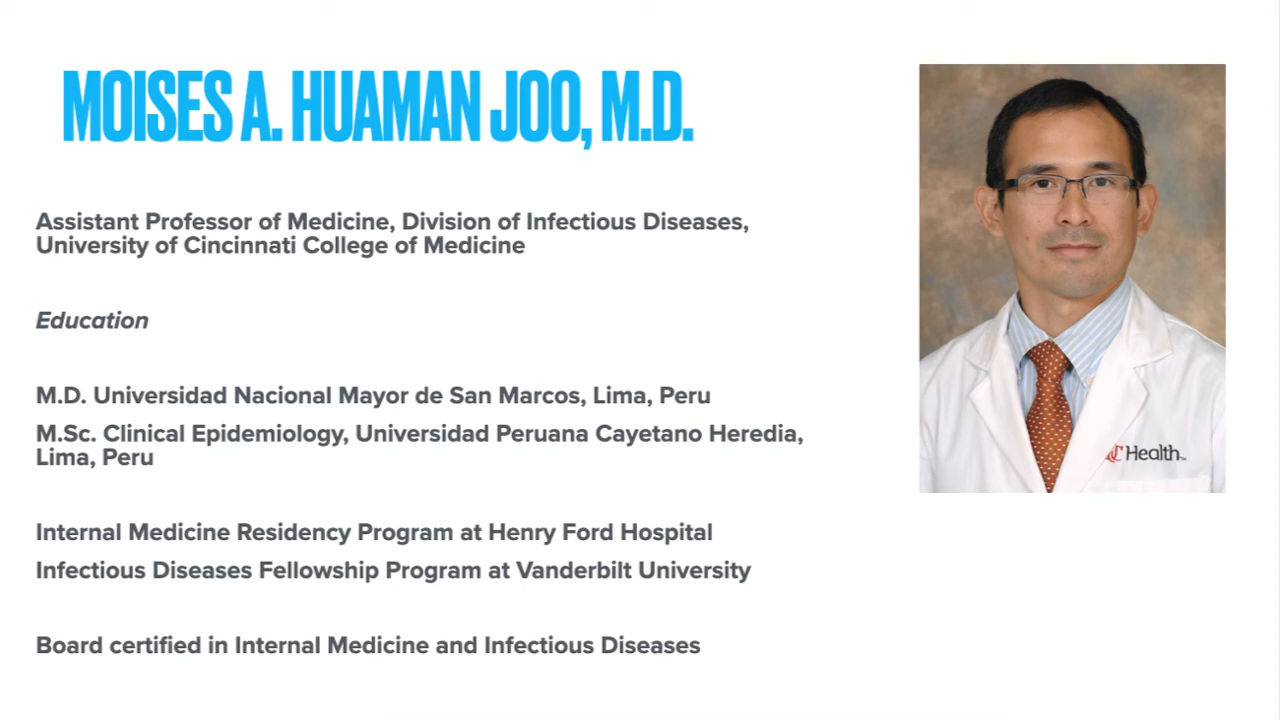 MOISES A. HUAMAN JOO, M.D.
Assistant Professor of Medicine, Division of Infectious Diseases,
University of Cincinnati College of Medicine
Education
M.D. Universidad Nacional Mayor de San Marcos, Lima, Peru
M.Sc. Clinical Epidemiology, Universidad Peruana Cayetano Heredia,
Lima, Peru
Internal Medicine Residency Program at Henry Ford Hospital
Infectious Diseases Fellowship Program at Vanderbilt University
Board certified in Internal Medicine and Infectious Diseases
UC Health™